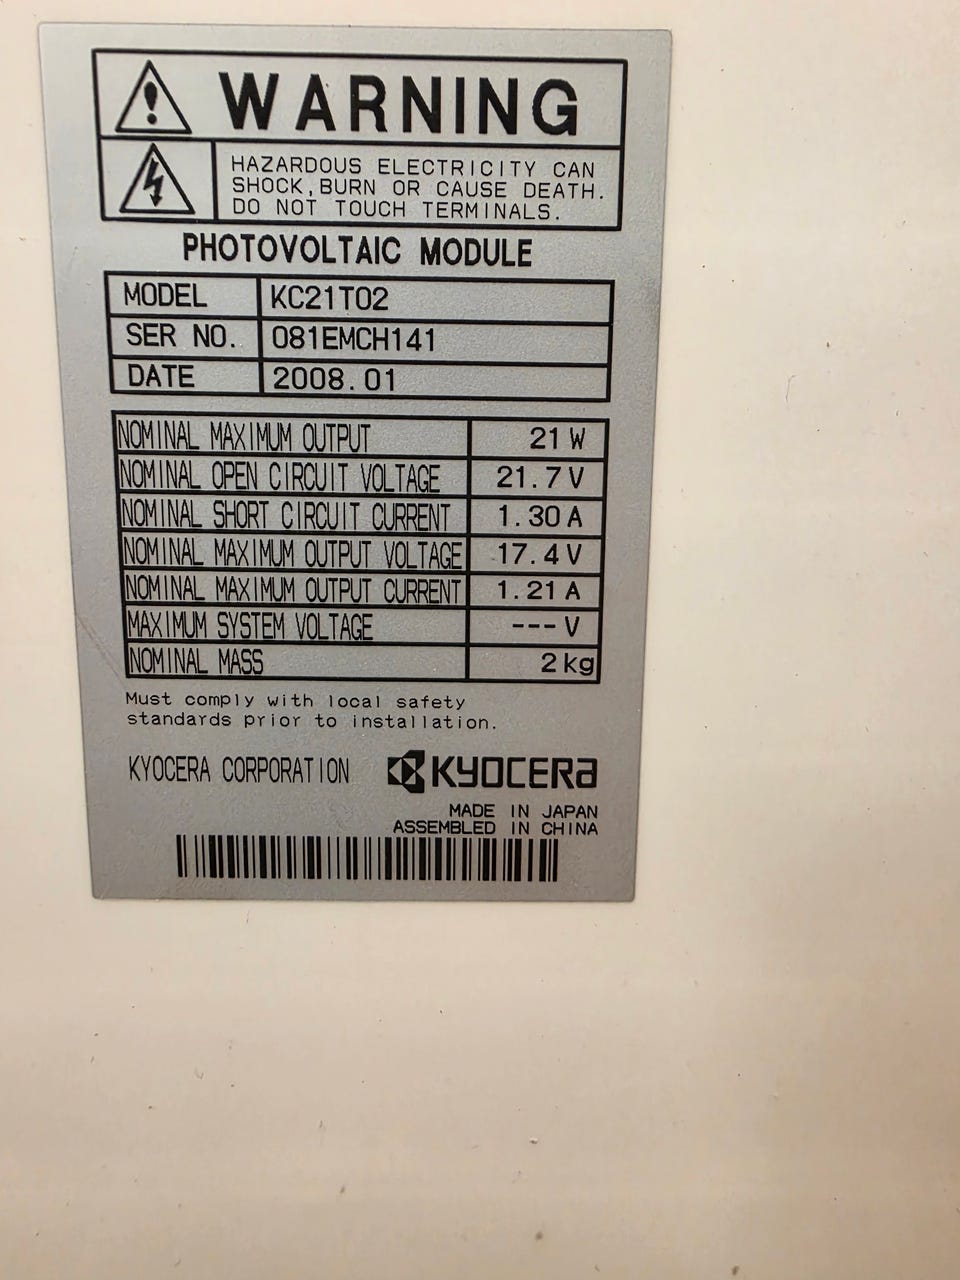 WARNING
HAZARDOUS ELECTRICITY CAN
SHOCK, BURN OR CAUSE DEATH.
DO NOT TOUCH TERMINALS.
PHOTOVOLTAIC MODULE
MODEL KC21T02
SER NO. 081EMCH141
DATE 2008.01
NOMINAL MAXIMUM OUTPUT 21 W
NOMINAL OPEN CIRCUIT VOLTAGE 21.7 V
NOMINAL SHORT CIRCUIT CURRENT 1.30 A
NOMINAL MAXIMUM OUTPUT VOLTAGE 17.4 V
NOMINAL MAXIMUM OUTPUT CURRENT 1.21 A
MAXIMUM SYSTEM VOLTAGE --- V
NOMINAL MASS 2 kg
Must comply with local safety
standards prior to installation.
KYOCERA CORPORATION KYOCERA
MADE IN JAPAN
ASSEMBLED IN CHINA